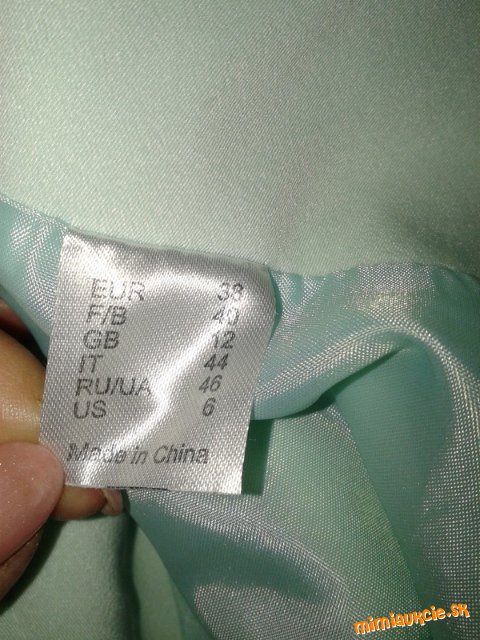 EUR 38
F/B 40
GB 12
IT 44
RU/UA 46
US 6
Made in China
mimiaukcie.sk